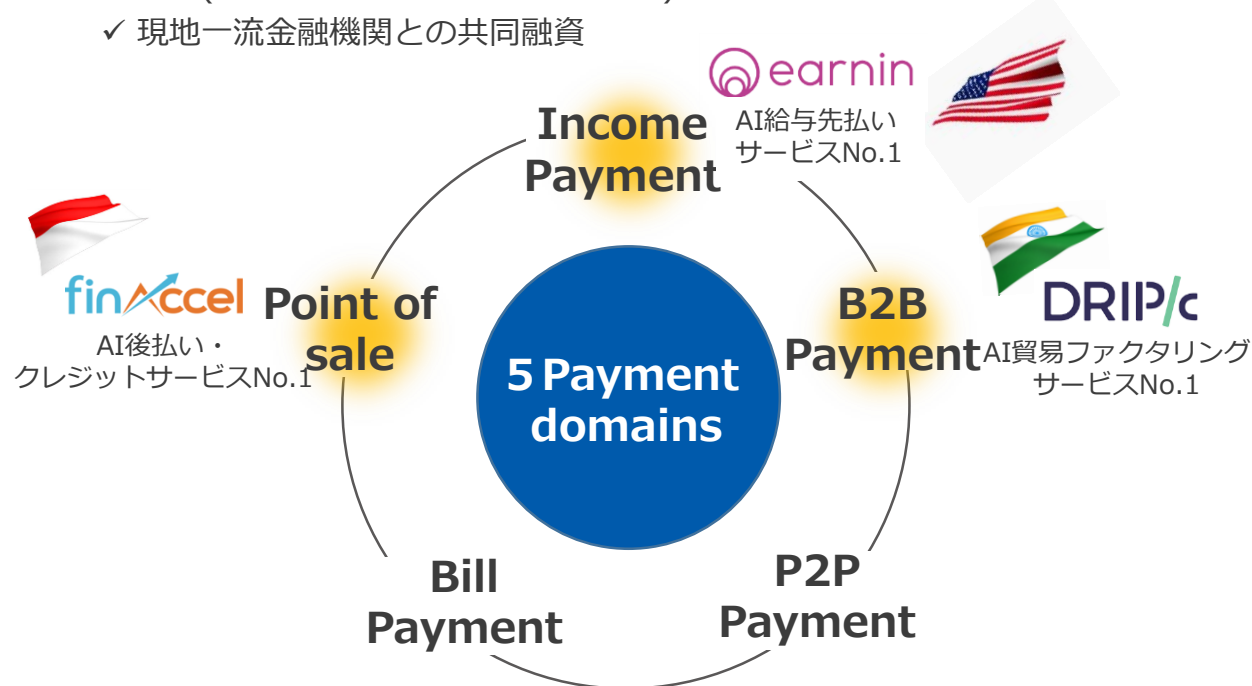 ✓ 現地一流金融機関との共同融資
earnin
AI給与先払い
サービスNo.1
Income
Payment
finAccel
AI後払い・
クレジットサービスNo.1
Point of
sale
B2B
Payment
DRIP/c
AI貿易ファクタリング
サービスNo.1
5 Payment
domains
Bill
Payment
P2P
Payment